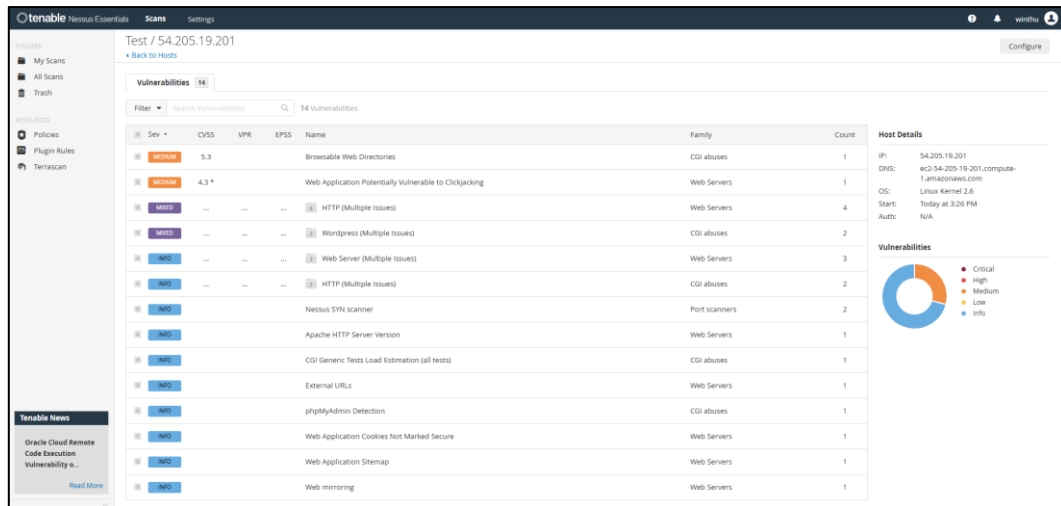 tenable Nessus Essentials Scans Settings winthu
FOLDERS
My Scans
All Scans
Trash
RESOURCES
Policies
Plugin Rules
Terrascan
Tenable News
Oracle Cloud Remote
Code Execution
Vulnerability o...
Read More
Test / 54.205.19.201
Back to Hosts
Configure
Vulnerabilities 14
Filter Search Vulnerabilities 14 Vulnerabilities
Sev CVSS VPR EPSS Name Family Count
MEDIUM 5.3 Browsable Web Directories CGI abuses 1
MEDIUM 4.3 * Web Application Potentially Vulnerable to Clickjacking Web Servers 1
MIXED ... ... ... 4 HTTP (Multiple Issues) Web Servers 4
MIXED ... ... ... 2 Wordpress (Multiple Issues) CGI abuses 2
INFO ... ... ... 3 Web Server (Multiple Issues) Web Servers 3
INFO ... ... ... 2 HTTP (Multiple Issues) CGI abuses 2
INFO Nessus SYN scanner Port scanners 2
INFO Apache HTTP Server Version Web Servers 1
INFO CGI Generic Tests Load Estimation (all tests) CGI abuses 1
INFO External URLs Web Servers 1
INFO phpMyAdmin Detection CGI abuses 1
INFO Web Application Cookies Not Marked Secure Web Servers 1
INFO Web Application Sitemap Web Servers 1
INFO Web mirroring Web Servers 1
Host Details
IP: 54.205.19.201
DNS: ec2-54-205-19-201.compute-
1.amazonaws.com
OS: Linux Kernel 2.6
Start: Today at 3:26 PM
Auth: N/A
Vulnerabilities
Critical
High
Medium
Low
Info